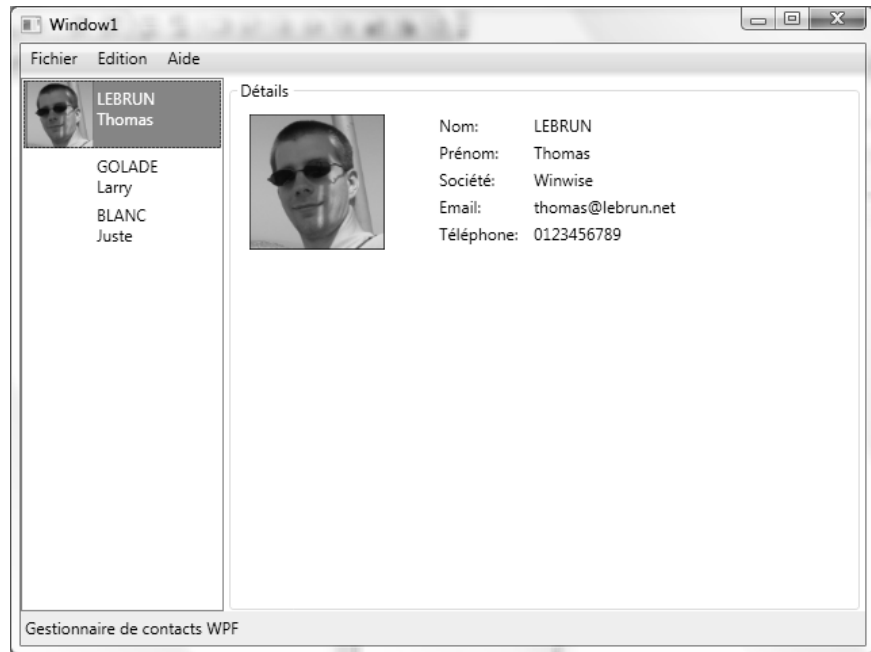 Window1
Fichier Edition Aide
LEBRUN
Thomas
GOLADE
Larry
BLANC
Juste
Détails
Nom: LEBRUN
Prénom: Thomas
Société: Winwise
Email: thomas@lebrun.net
Téléphone: 0123456789
Gestionnaire de contacts WPF